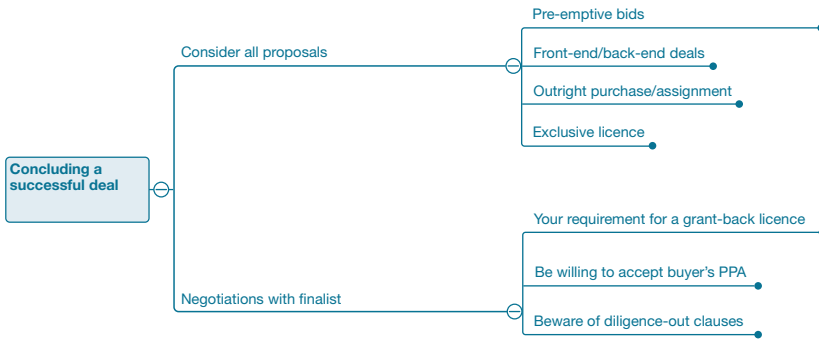 Concluding a
successful deal
Consider all proposals
Pre-emptive bids
Front-end/back-end deals
Outright purchase/assignment
Exclusive licence
Negotiations with finalist
Your requirement for a grant-back licence
Be willing to accept buyer's PPA
Beware of diligence-out clauses